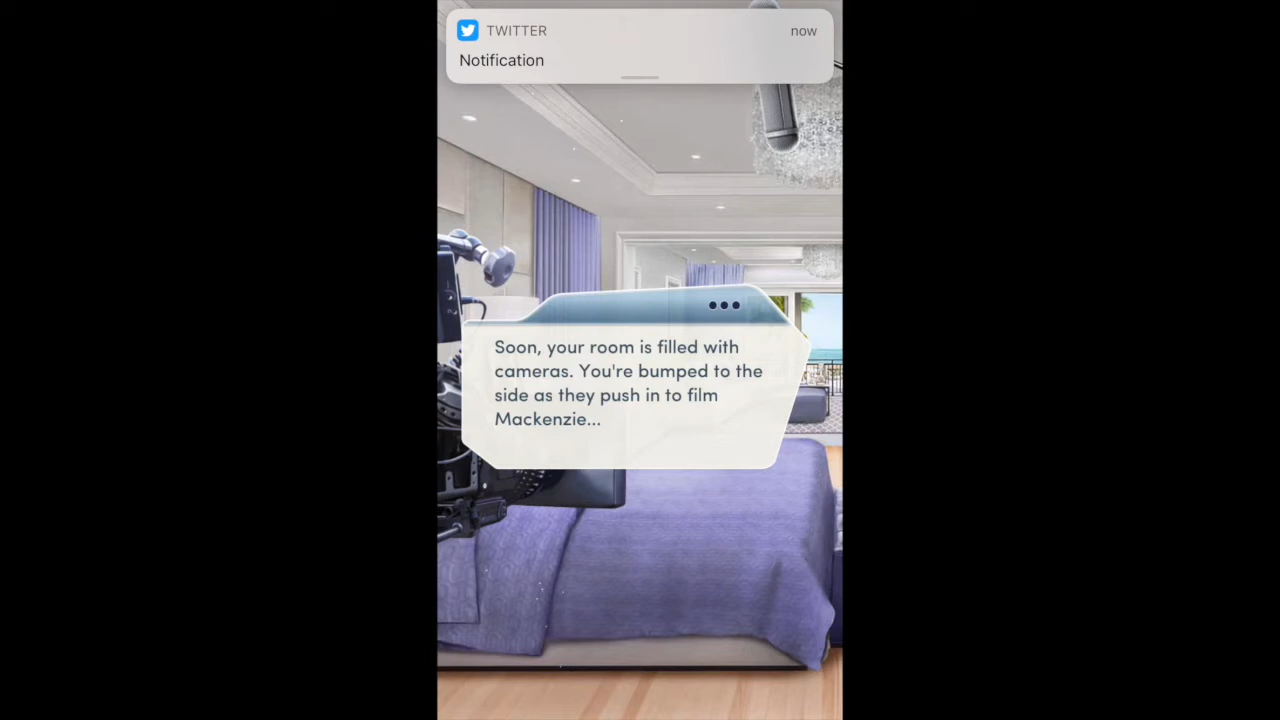 TWITTER
now
Notification
Soon, your room is filled with
cameras. You're bumped to the
side as they push in to film
Mackenzie...